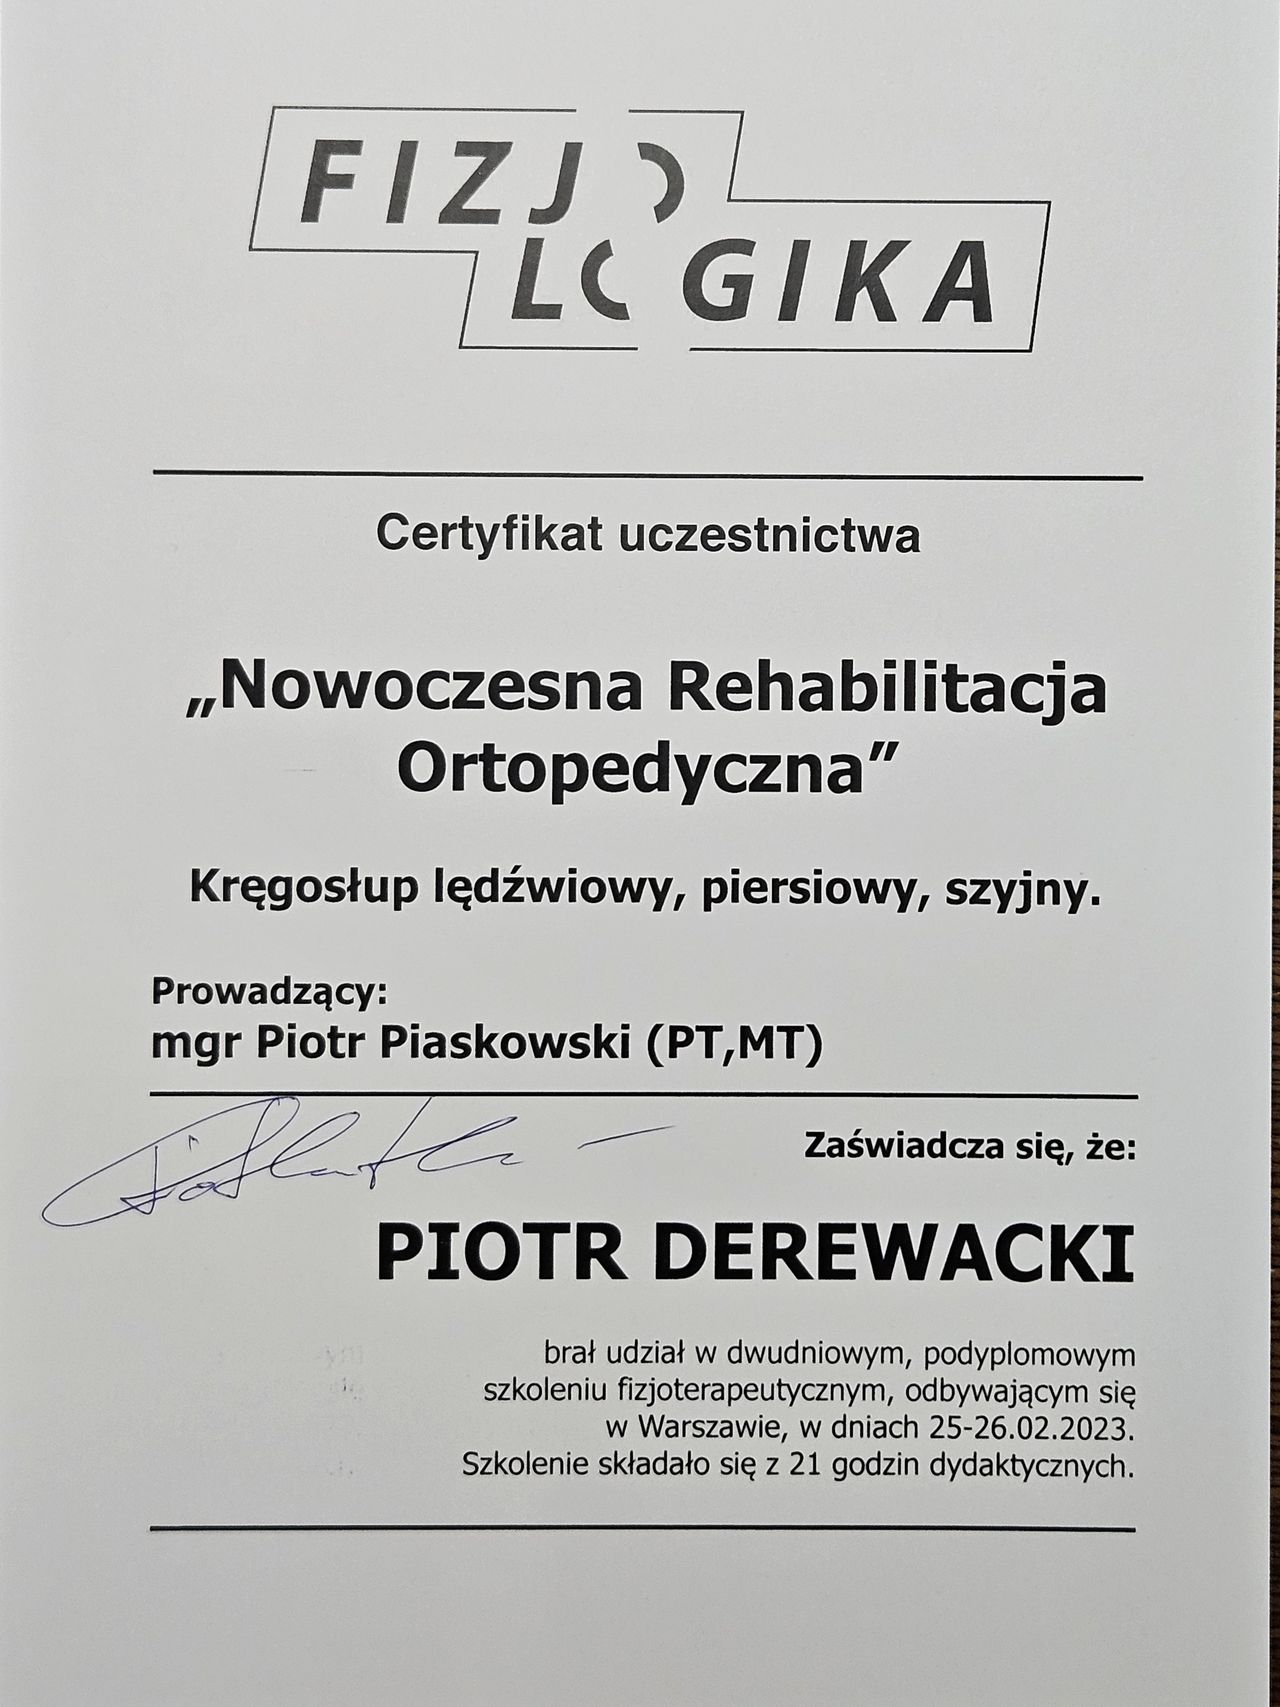 FIZJO
LOGIKA
Certyfikat uczestnictwa
„Nowoczesna Rehabilitacja
Ortopedyczna”
Kręgosłup lędźwiowy, piersiowy, szyjny.
Prowadzący:
mgr Piotr Piaskowski (PT,MT)
Zaświadcza się, że:
PIOTR DEREWACKI
brał udział w dwudniowym, podyplomowym
szkoleniu fizjoterapeutycznym, odbywającym się
w Warszawie, w dniach 25-26.02.2023.
Szkolenie składało się z 21 godzin dydaktycznych.